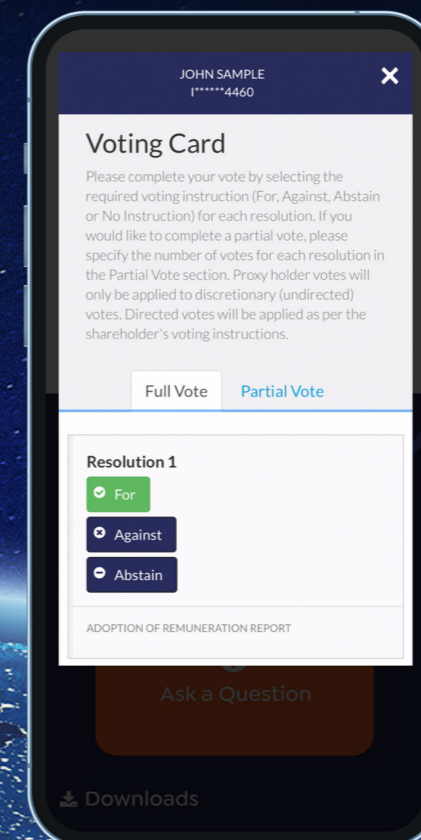 JOHN SAMPLE
I******4460
Voting Card
Please complete your vote by selecting the
required voting instruction (For, Against, Abstain
or No Instruction) for each resolution. If you
would like to complete a partial vote, please
specify the number of votes for each resolution in
the Partial Vote section. Proxy holder votes will
only be applied to discretionary (undirected)
votes. Directed votes will be applied as per the
shareholder's voting instructions.
Full Vote Partial Vote
Resolution 1
For
Against
Abstain
ADOPTION OF REMUNERATION REPORT
Ask a Question
Downloads